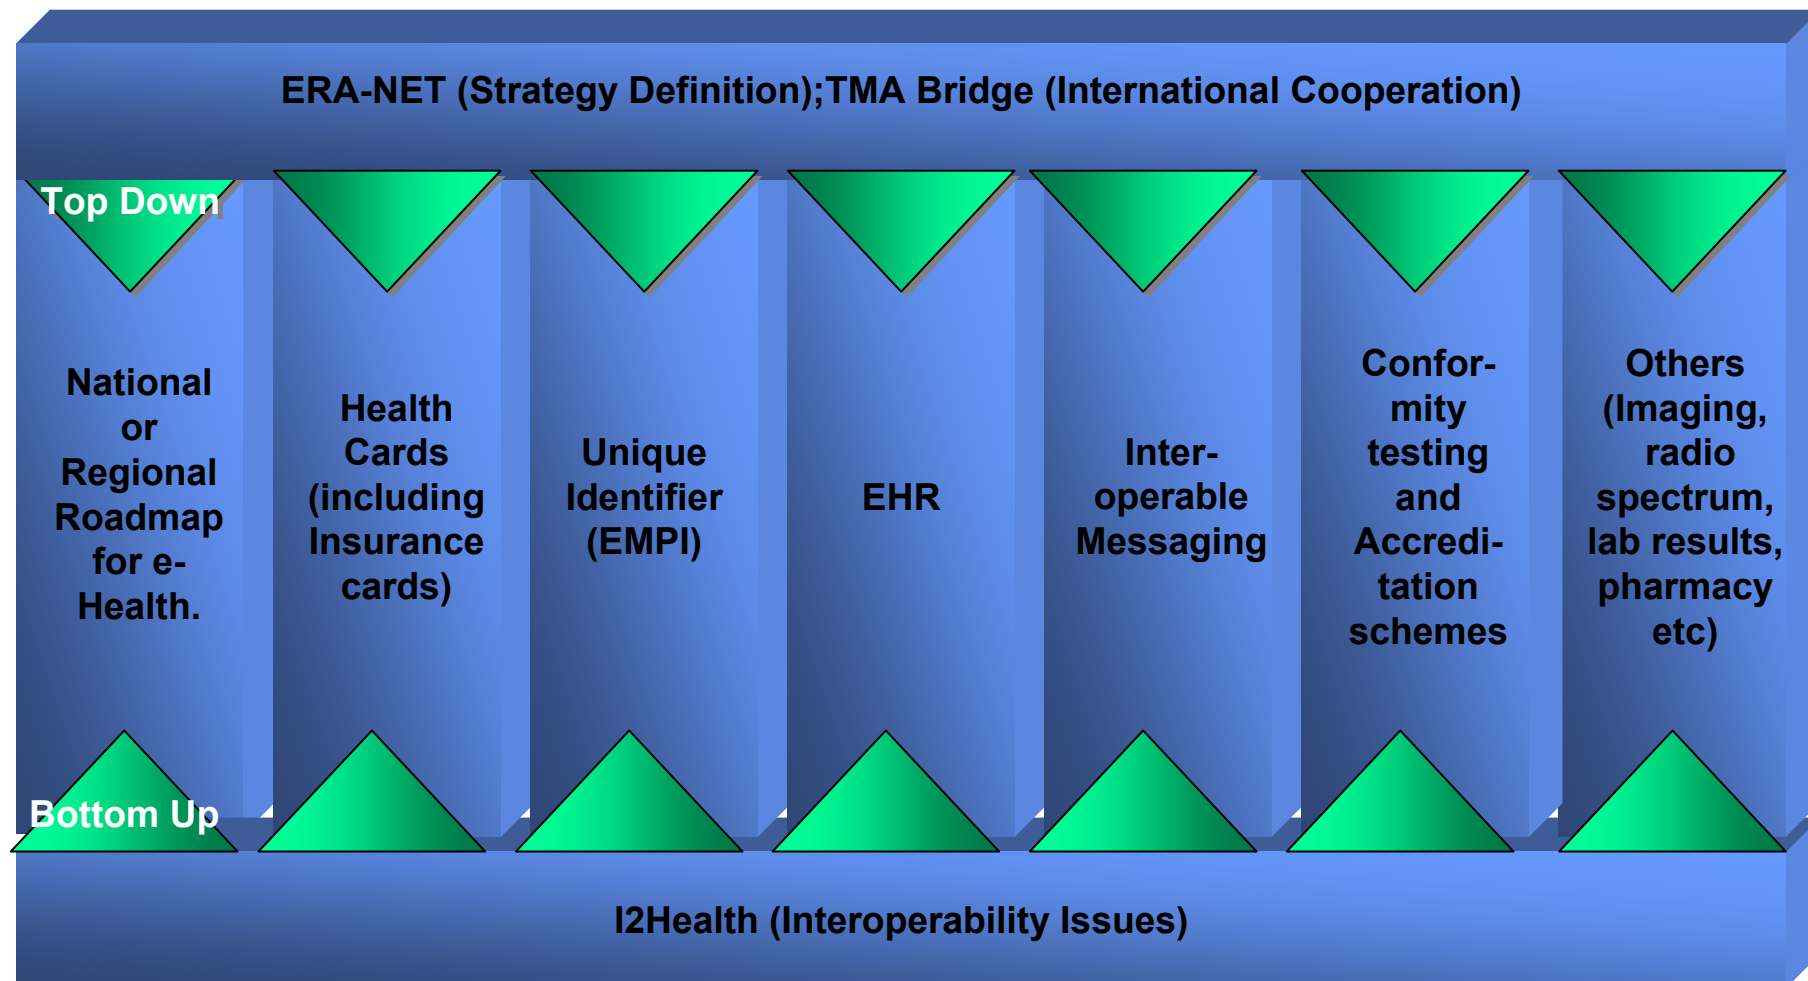 ERA-NET (Strategy Definition);TMA Bridge (International Cooperation)
Top Down
National
or
Regional
Roadmap
for e-
Health.
Health
Cards
(including
Insurance
cards)
Unique
Identifier
(EMPI)
EHR
Inter-
operable
Messaging
Confor-
mity
testing
and
Accredi-
tation
schemes
Others
(Imaging,
radio
spectrum,
lab results,
pharmacy
etc)
Bottom Up
I2Health (Interoperability Issues)